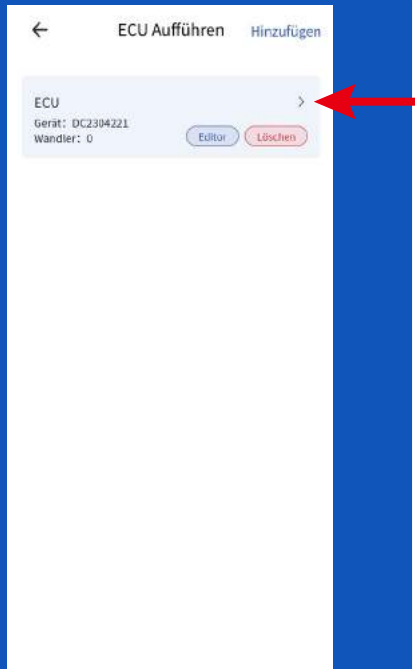 ECU Aufführen Hinzufügen
ECU
Gerät: DC2304221
Wandler: 0
Editor Löschen